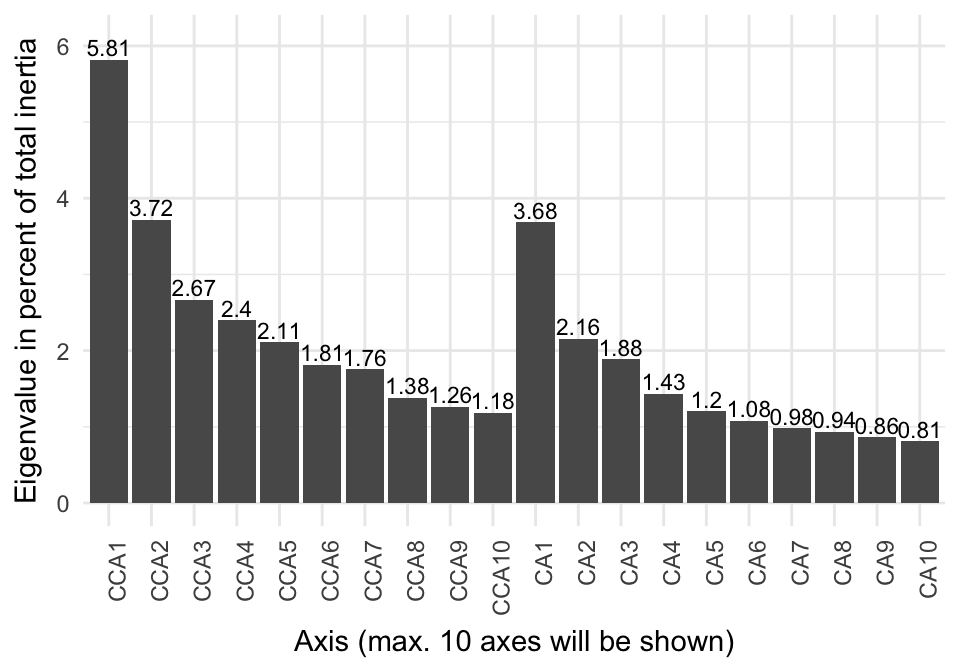 Eigenvalue in percent of total inertia
6
4
2
0
5.81
3.72
2.67
2.4
2.11
1.81
1.76
1.38
1.26
1.18
3.68
2.16
1.88
1.43
1.2
1.08
0.98
0.94
0.86
0.81
CCA1
CCA2
CCA3
CCA4
CCA5
CCA6
CCA7
CCA8
CCA9
CCA10
CA1
CA2
CA3
CA4
CA5
CA6
CA7
CA8
CA9
CA10
Axis (max. 10 axes will be shown)